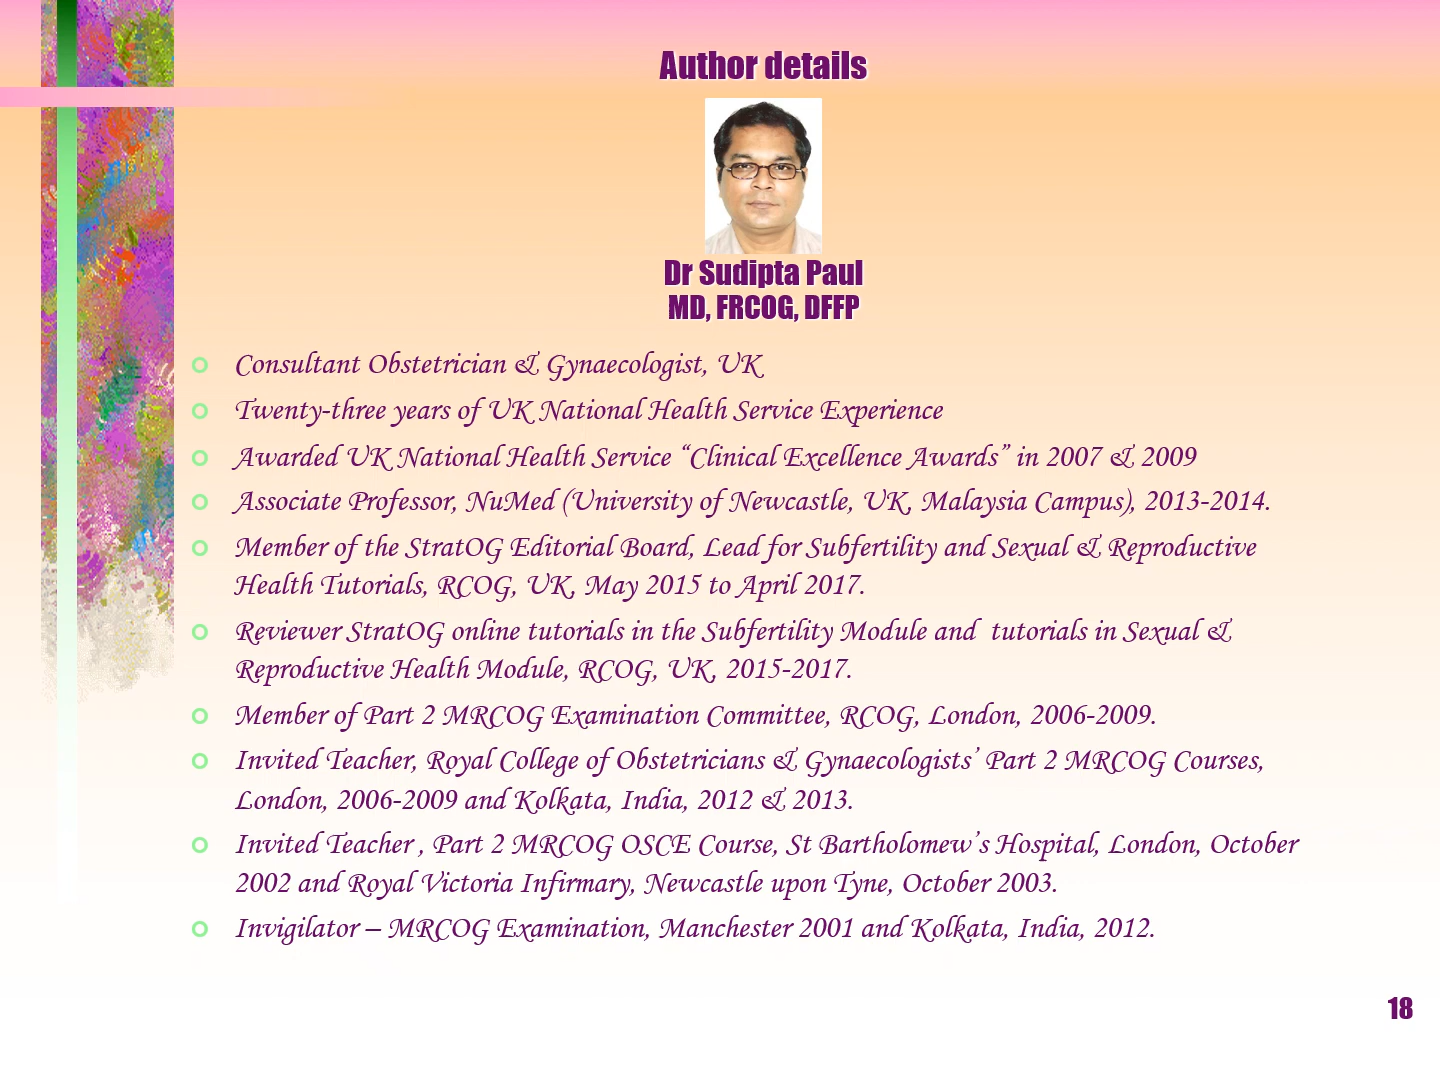 Author details
Dr Sudipta Paul
MD, FRCOG, DFFP
Consultant Obstetrician & Gynaecologist, UK
Twenty-three years of UK National Health Service Experience
Awarded UK National Health Service “Clinical Excellence Awards” in 2007 & 2009
Associate Professor, NuMed (University of Newcastle, UK, Malaysia Campus), 2013-2014.
Member of the StratOG Editorial Board, Lead for Subfertility and Sexual & Reproductive
Health Tutorials, RCOG, UK, May 2015 to April 2017.
Reviewer StratOG online tutorials in the Subfertility Module and  tutorials in Sexual &
Reproductive Health Module, RCOG, UK, 2015-2017.
Member of Part 2 MRCOG Examination Committee, RCOG, London, 2006-2009.
Invited Teacher, Royal College of Obstetricians & Gynaecologists’ Part 2 MRCOG Courses,
London, 2006-2009 and Kolkata, India, 2012 & 2013.
Invited Teacher , Part 2 MRCOG OSCE Course, St Bartholomew’s Hospital, London, October
2002 and Royal Victoria Infirmary, Newcastle upon Tyne, October 2003.
Invigilator – MRCOG Examination, Manchester 2001 and Kolkata, India, 2012.
18